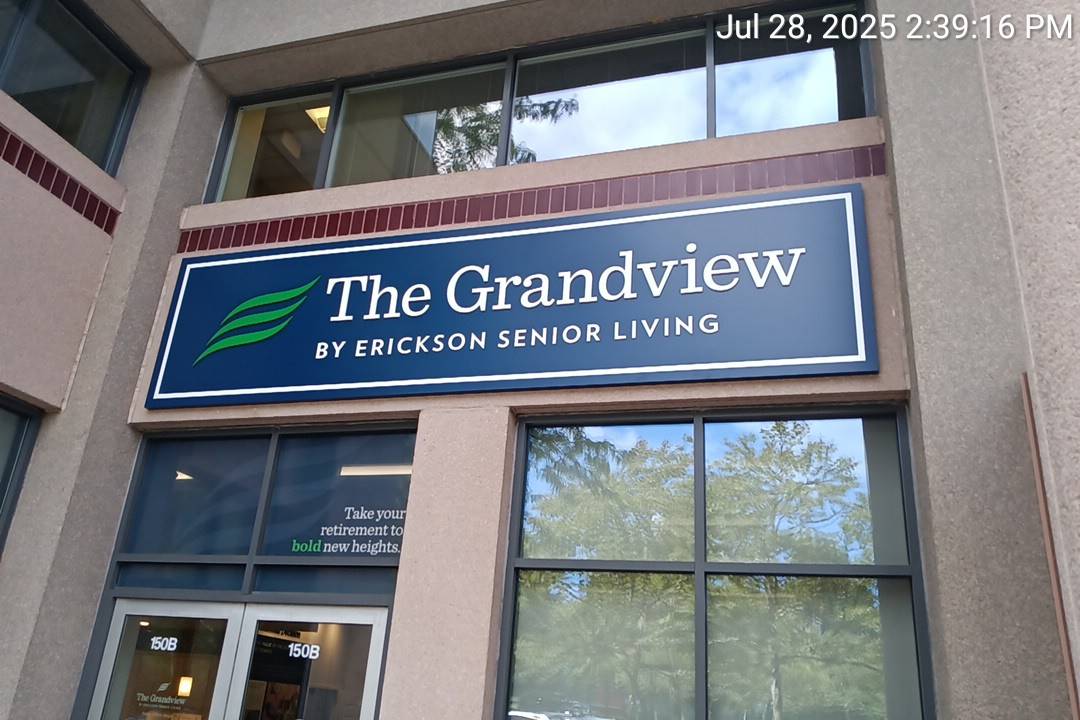 Jul 28, 2025 2:39:16 PM
The Grandview
BY ERICKSON SENIOR LIVING
Take your
retirement to
bold new heights.
150B
150B
The Grandview